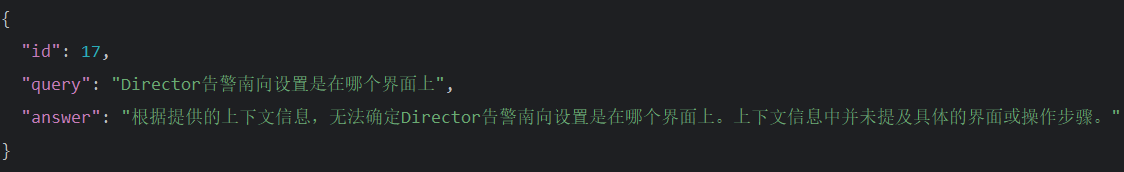 {
"id": 17,
"query": "Director告警南向设置是在哪个界面上",
"answer": "根据提供的上下文信息，无法确定Director告警南向设置是在哪个界面上。上下文信息中并未提及具体的界面或操作步骤。"
}